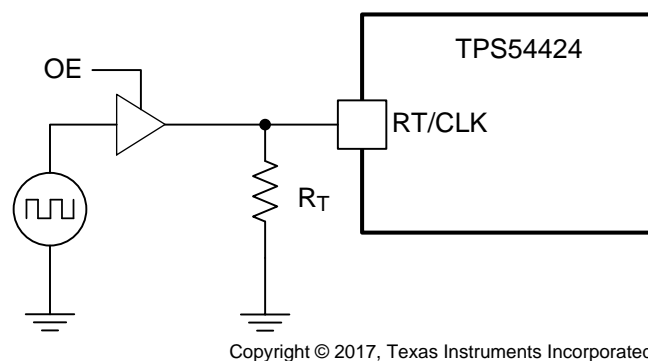 TPS54424
OE
RT/CLK
RT
Copyright © 2017, Texas Instruments Incorporated